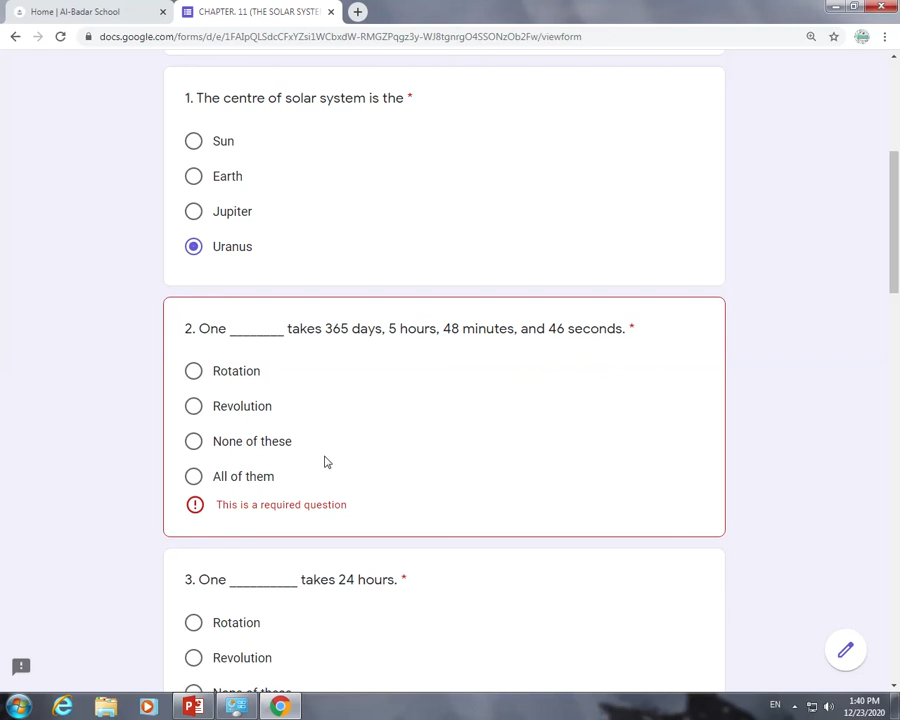 Home | Al-Badar School
CHAPTER. 11 (THE SOLAR SYSTE
docs.google.com/forms/d/e/1FAIpQLSdcCFxYZsi1WCbxdW-RMGZPqgz3y-WJ8tgnrgO4SSONzOb2Fw/viewform
1. The centre of solar system is the *
Sun
Earth
Jupiter
Uranus
2. One ________ takes 365 days, 5 hours, 48 minutes, and 46 seconds. *
Rotation
Revolution
None of these
All of them
This is a required question
3. One __________ takes 24 hours. *
Rotation
Revolution
None of these
EN
1:40 PM
12/23/2020